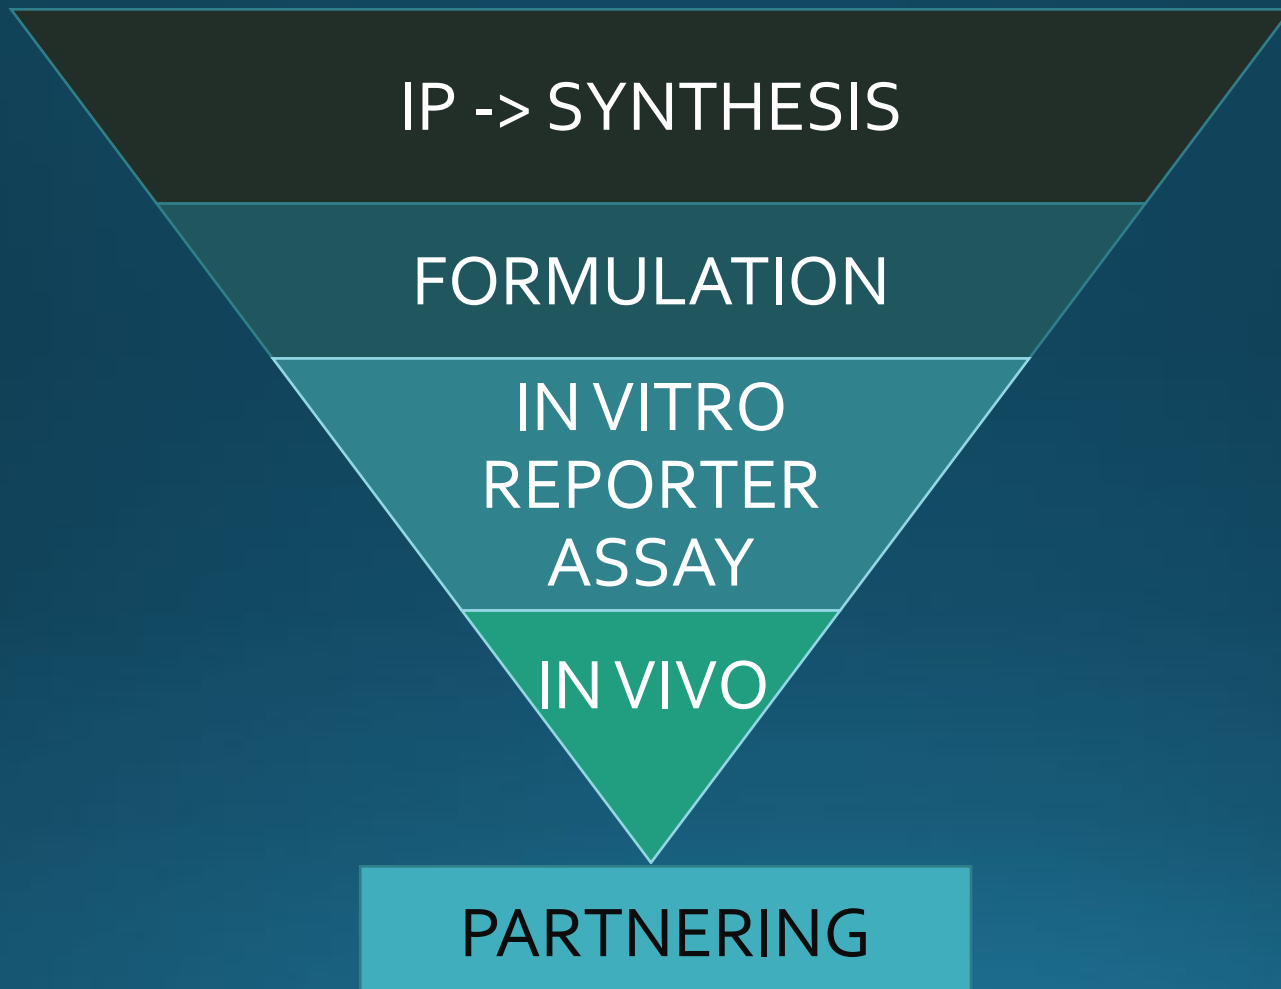 IP -> SYNTHESIS
FORMULATION
IN VITRO
REPORTER
ASSAY
IN VIVO
PARTNERING